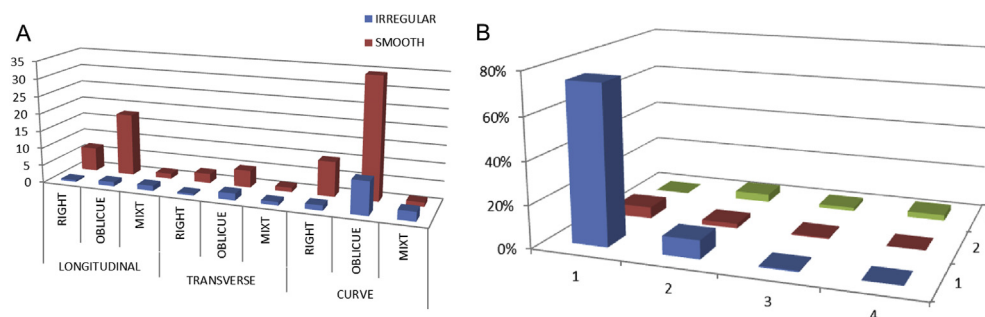 A
IRREGULAR
SMOOTH
35
30
25
20
15
10
5
0
RIGHT
OBLICUE
MIXT
RIGHT
OBLICUE
MIXT
RIGHT
OBLICUE
MIXT
LONGITUDINAL
TRANSVERSE
CURVE
B
80%
60%
40%
20%
0%
1
2
3
4
1
2